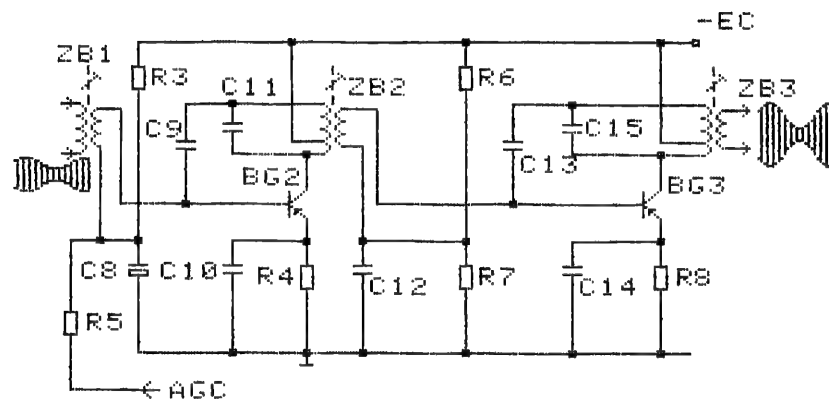 -EC
ZB1
R3
C11
ZB2
R6
ZB3
C9
C15
C13
BG2
BG3
C8
C10
R4
C12
R7
C14
R8
R5
AGC